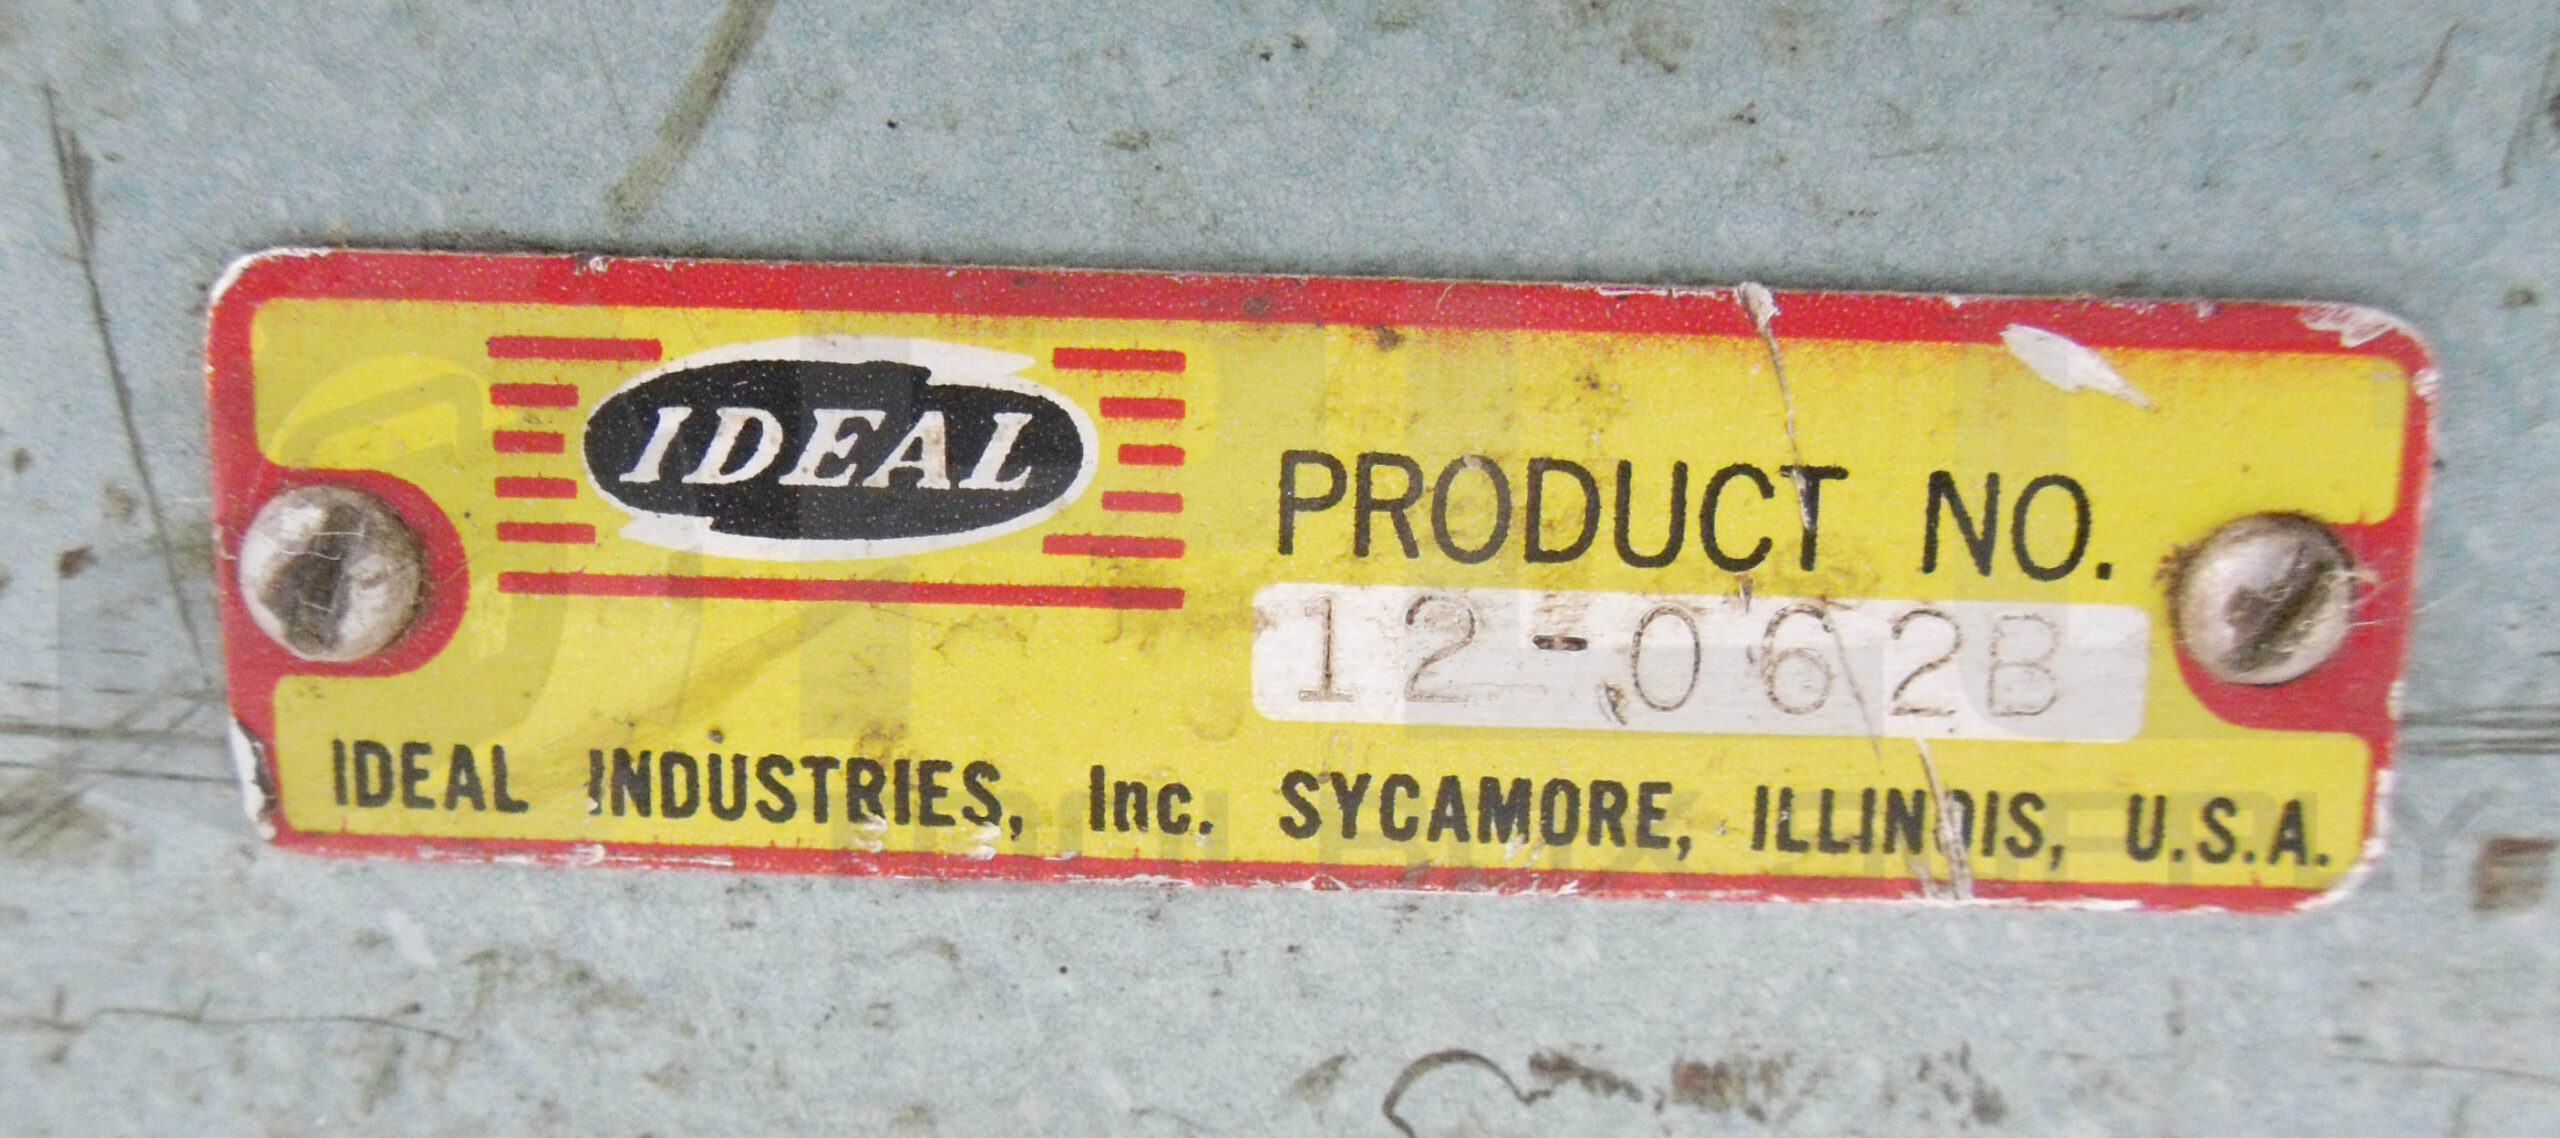 IDEAL
PRODUCT NO.
12-062B
IDEAL INDUSTRIES, Inc. SYCAMORE, ILLINOIS, U.S.A.